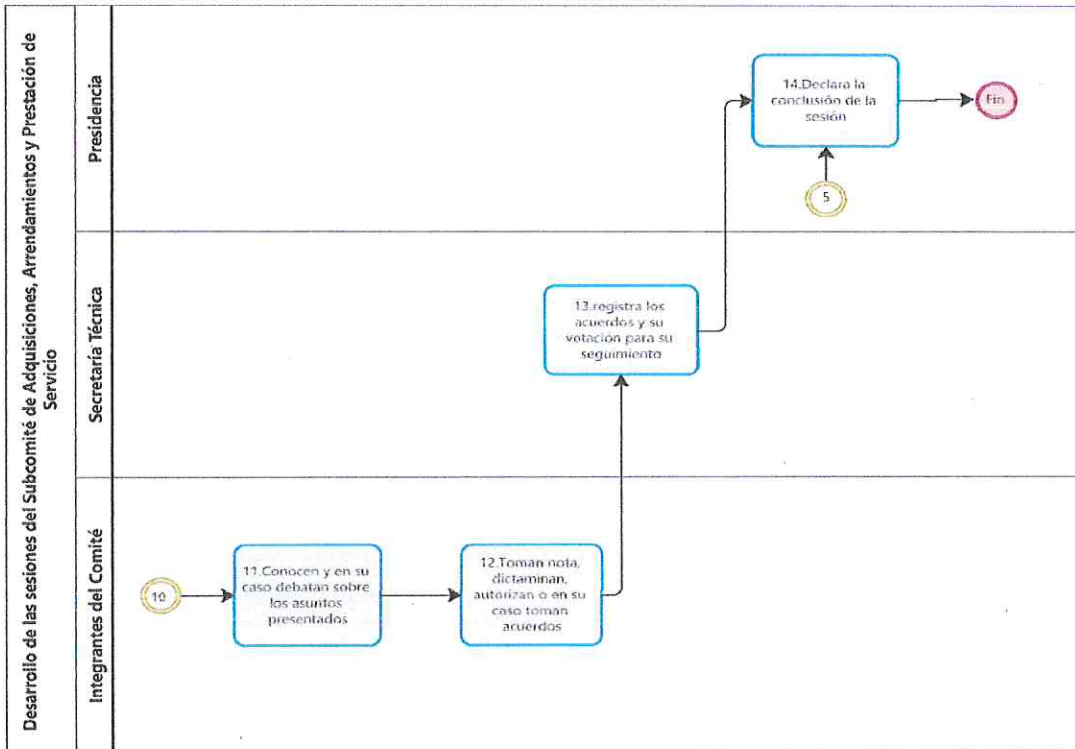 Desarrollo de las sesiones del Subcomité de Adquisiciones, Arrendamientos y Prestación de
Servicio
Presidencia
14.Declara la
conclusión de la
sesión
Fin
5
Secretaría Técnica
13.registra los
acuerdos y su
votación para su
seguimiento
Integrantes del Comité
10
11.Conocen y en su
caso debatan sobre
los asuntos
presentados
12.Toman nota,
dictaminan,
autorizan o en su
caso toman
acuerdos